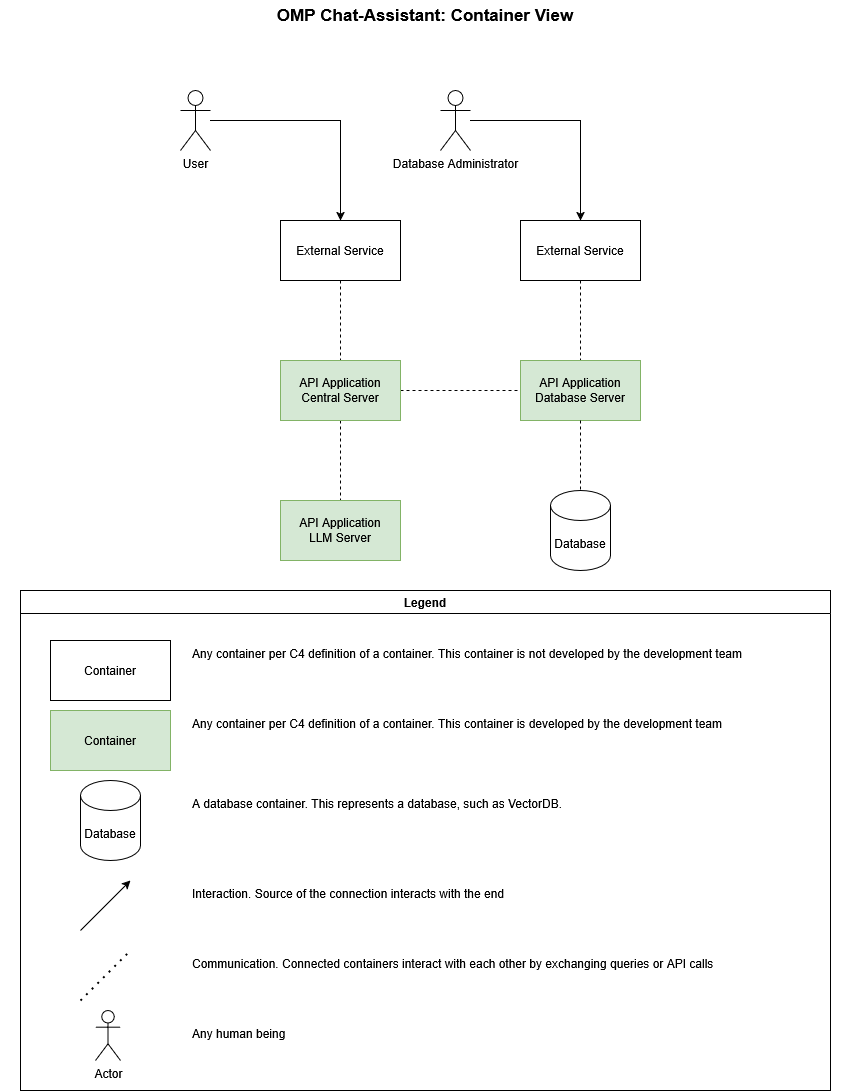 OMP Chat-Assistant: Container View
User
Database Administrator
External Service
External Service
API Application
Central Server
API Application
Database Server
API Application
LLM Server
Database
Legend
Container
Any container per C4 definition of a container. This container is not developed by the development team
Container
Any container per C4 definition of a container. This container is developed by the development team
Database
A database container. This represents a database, such as VectorDB.
Interaction. Source of the connection interacts with the end
Communication. Connected containers interact with each other by exchanging queries or API calls
Actor
Any human being